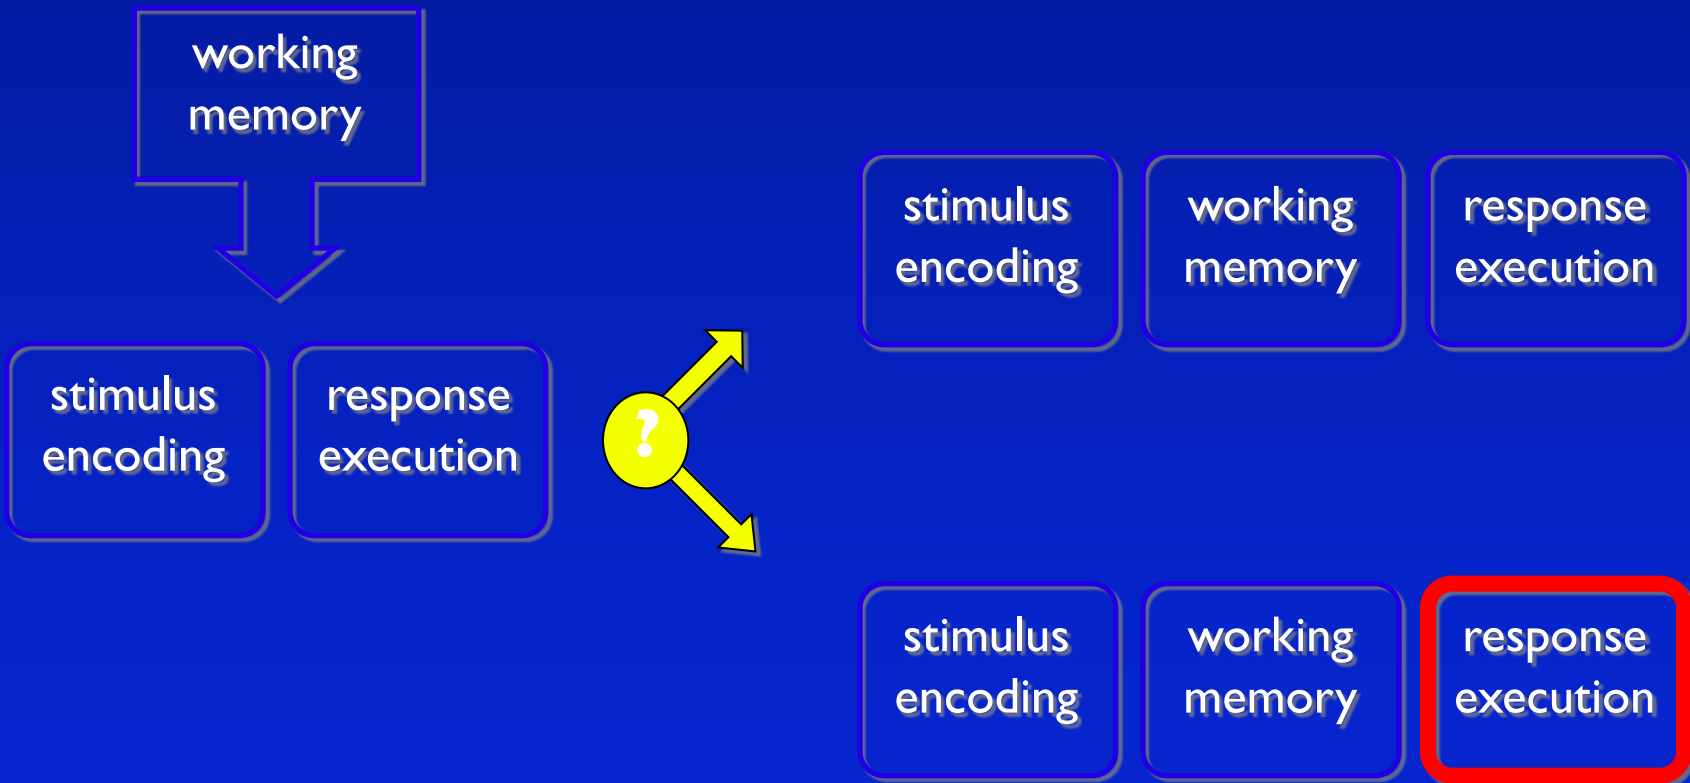 working
memory
stimulus
encoding
response
execution
?
stimulus
encoding
working
memory
response
execution
stimulus
encoding
working
memory
response
execution